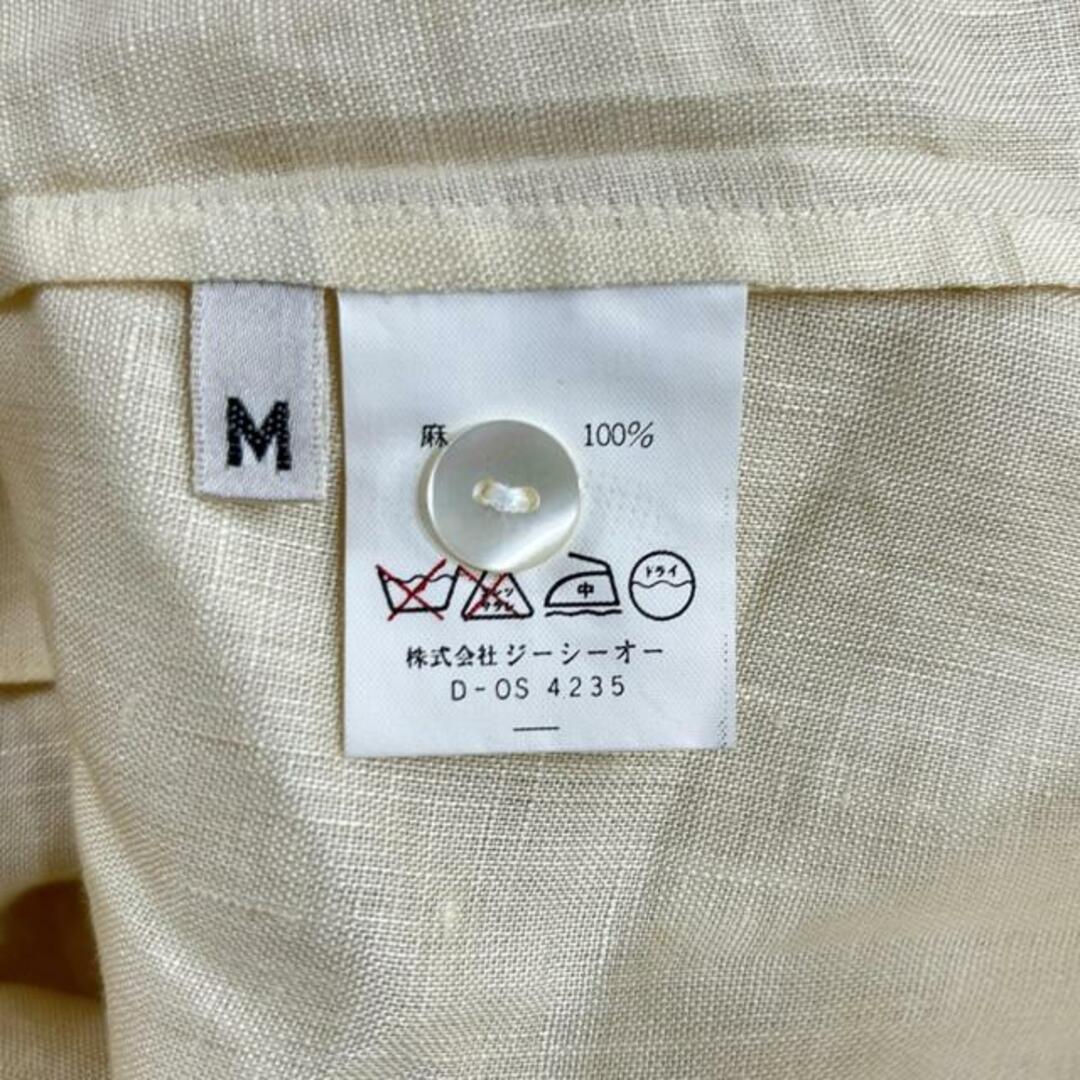 M
麻 100%
中 ドライ
株式会社ジーシーオー
D-OS 4235